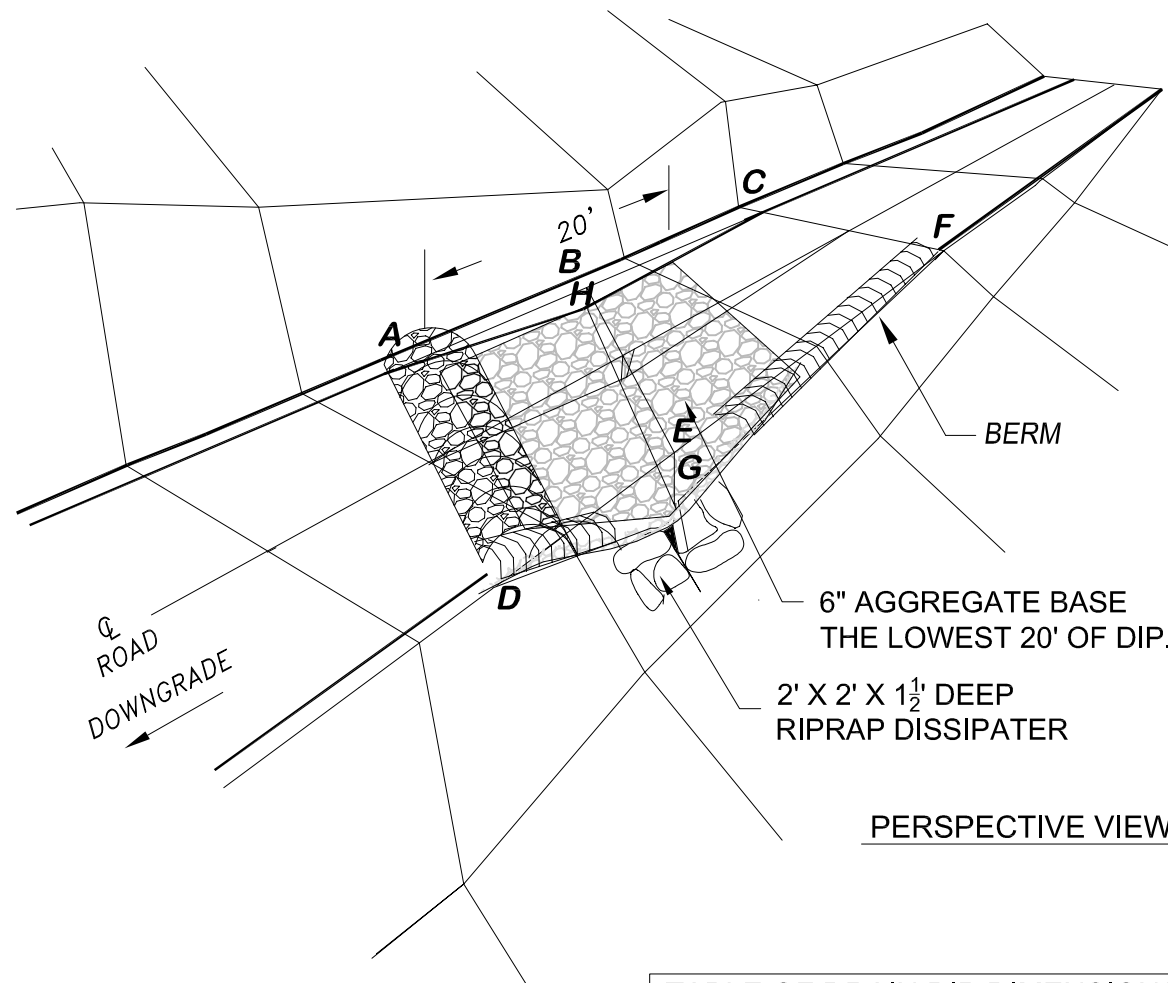 C
20'
F
B
H
A
BERM
E
G
6" AGGREGATE BASE
THE LOWEST 20' OF DIP.
D
℄
ROAD
2' X 2' X 1½' DEEP
RIPRAP DISSIPATER
DOWNGRADE
PERSPECTIVE VIEW